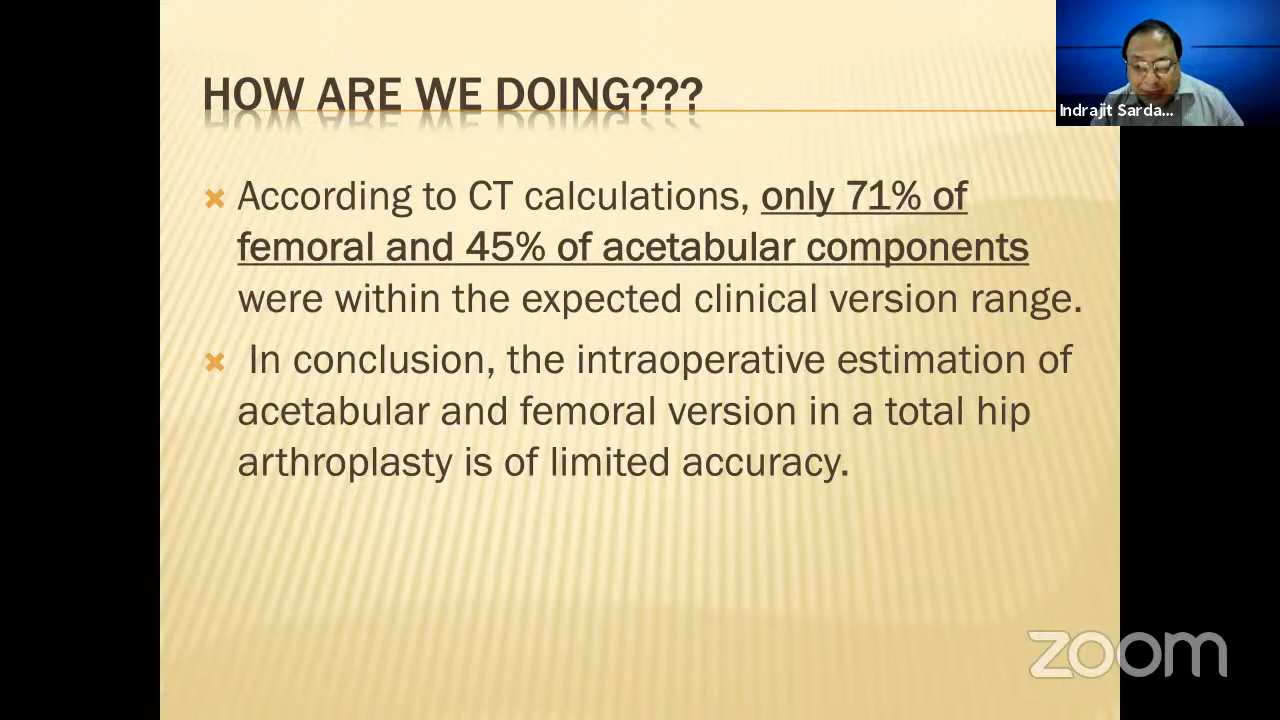 HOW ARE WE DOING???
According to CT calculations, only 71% of
femoral and 45% of acetabular components
were within the expected clinical version range.
In conclusion, the intraoperative estimation of
acetabular and femoral version in a total hip
arthroplasty is of limited accuracy.
Indrajit Sarda...
zoom